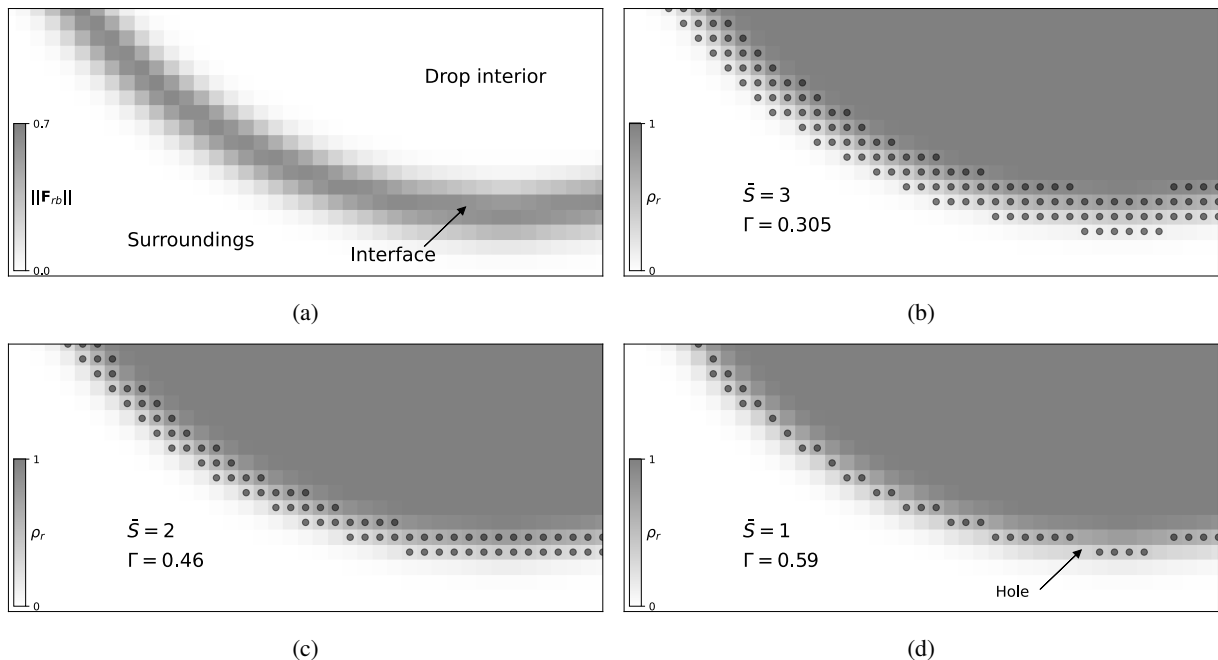 Drop interior
0.7
||F_rb||
Surroundings
Interface
0.0
(a)
1
ρ_r
S̄ = 3
Γ = 0.305
0
(b)
1
ρ_r
S̄ = 2
Γ = 0.46
0
(c)
1
ρ_r
S̄ = 1
Γ = 0.59
Hole
0
(d)